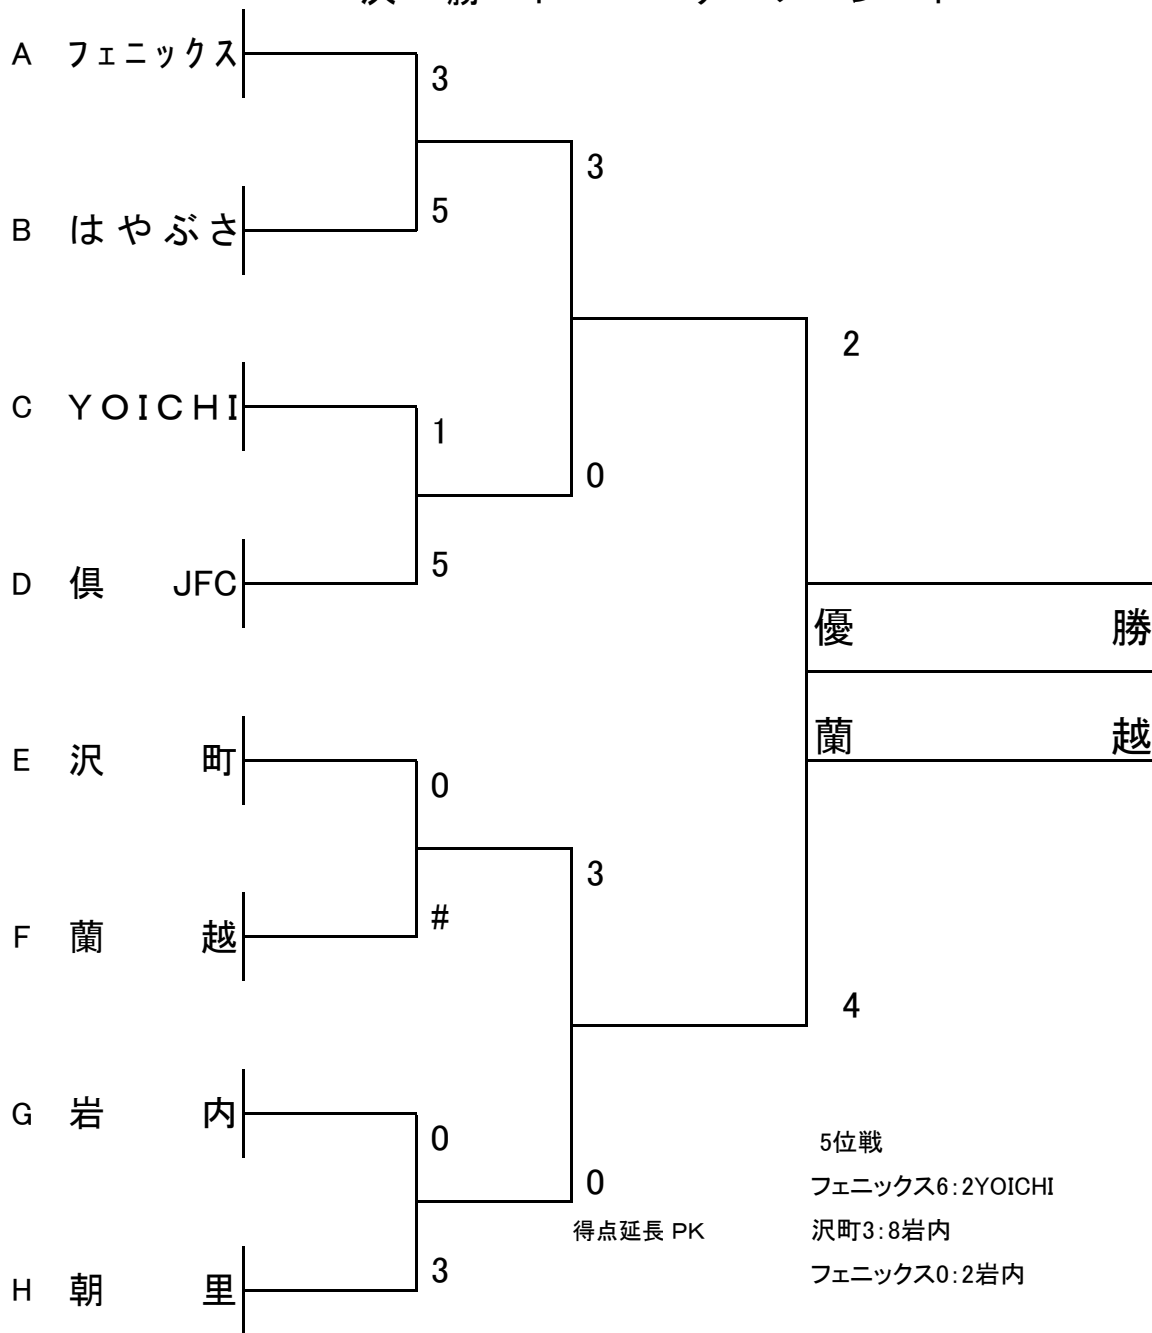 A フェニックス
3
3
B はやぶさ
5
2
C YOICHI
1
0
D 倶 JFC
5
優 勝
蘭 越
E 沢 町
0
3
F 蘭 越
#
4
G 岩 内
0
0
得点延長 PK
H 朝 里
3
5位戦
フェニックス6:2YOICHI
沢町3:8岩内
フェニックス0:2岩内